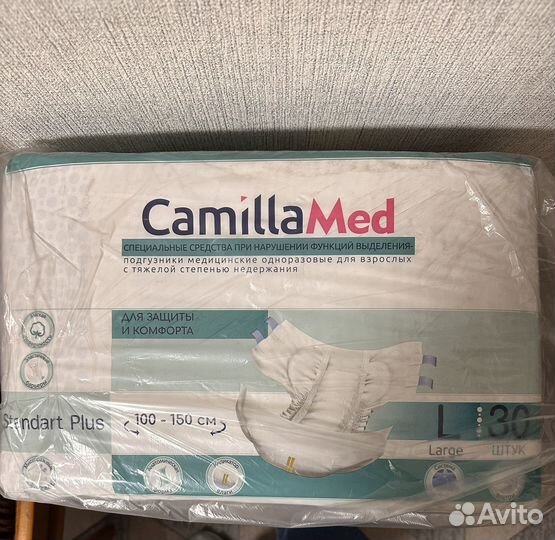 CamillaMed
СПЕЦИАЛЬНЫЕ СРЕДСТВА ПРИ НАРУШЕНИИ ФУНКЦИЙ ВЫДЕЛЕНИЯ-
ПОДГУЗНИКИ МЕДИЦИНСКИЕ ОДНОРАЗОВЫЕ ДЛЯ ВЗРОСЛЫХ
С ТЯЖЕЛОЙ СТЕПЕНЬЮ НЕДЕРЖАНИЯ
ДЛЯ ЗАЩИТЫ
И КОМФОРТА
Standart Plus
100 - 150 СМ
L
Large
30
ШТУК
Avito